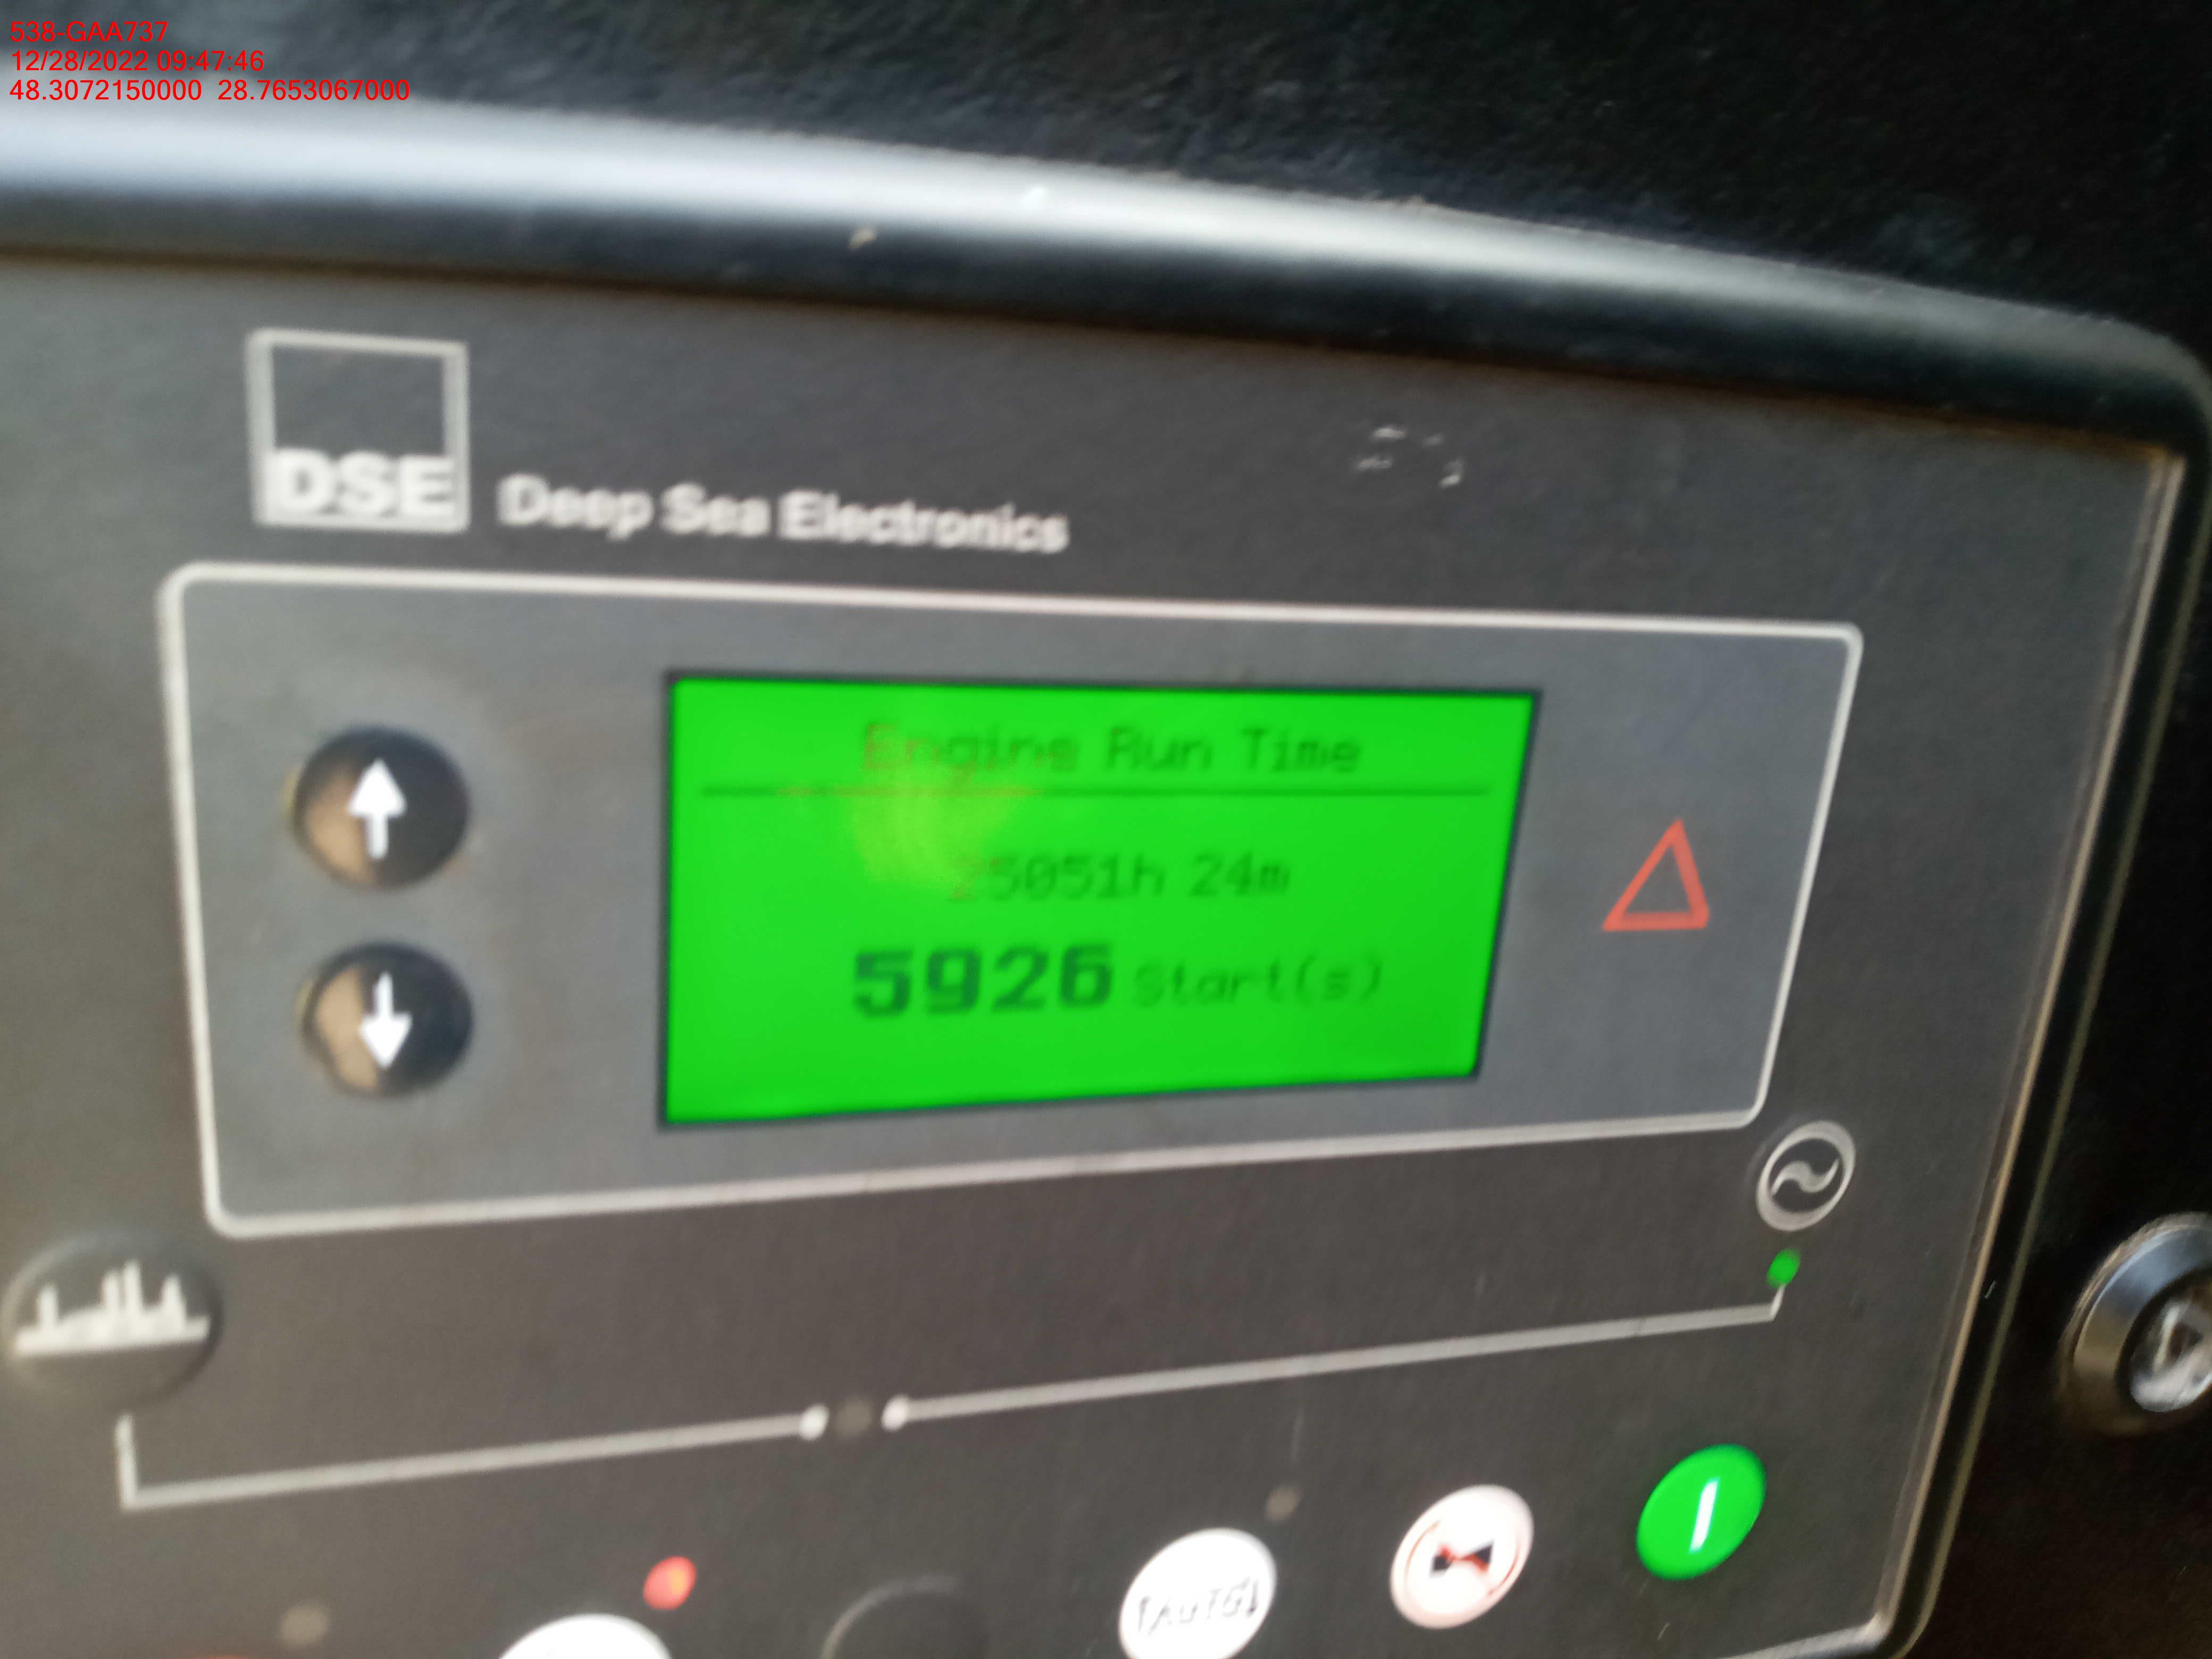 538-GAA737
12/28/2022 09:47:46
48.3072150000 28.7653067000
DSE
Deep Sea Electronics
Engine Run Time
25051h 24m
5926 Start(s)
AUTO